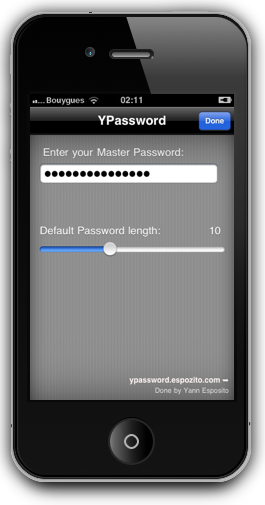 ...Bouygues 02:11
YPassword Done
Enter your Master Password:
●●●●●●●●●●●●●●●
Default Password length: 10
ypassword.espozito.com ➥
Done by Yann Esposito